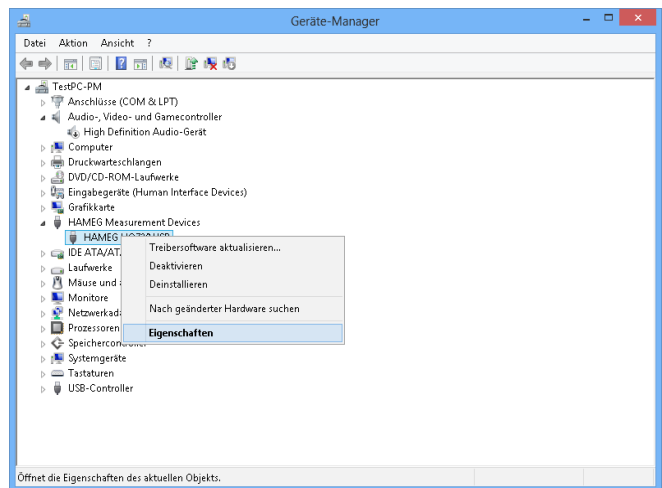 Geräte-Manager
Datei Aktion Ansicht ?
TestPC-PM
Anschlüsse (COM & LPT)
Audio-, Video- und Gamecontroller
High Definition Audio-Gerät
Computer
Druckwarteschlangen
DVD/CD-ROM-Laufwerke
Eingabegeräte (Human Interface Devices)
Grafikkarte
HAMEG Measurement Devices
HAMEG
IDE ATA/AT
Laufwerke
Mäuse und
Monitore
Netzwerkad
Prozessoren
Speichercon
Systemgeräte
Tastaturen
USB-Controller
Treibersoftware aktualisieren...
Deaktivieren
Deinstallieren
Nach geänderter Hardware suchen
Eigenschaften
Öffnet die Eigenschaften des aktuellen Objekts.